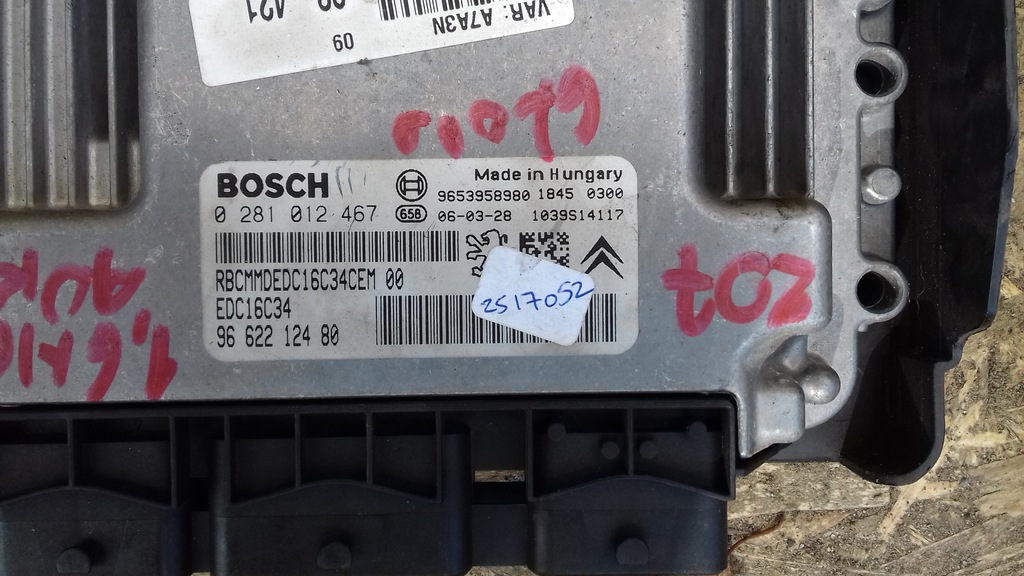 VAR: A7A3N
09
BOSCH
Made in Hungary
9653958980 1845 0300
0 281 012 467
658 06-03-28 1039S14117
RBCMMDEDC16C34CEM 00
EDC16C34
96 622 124 80
2517052
207